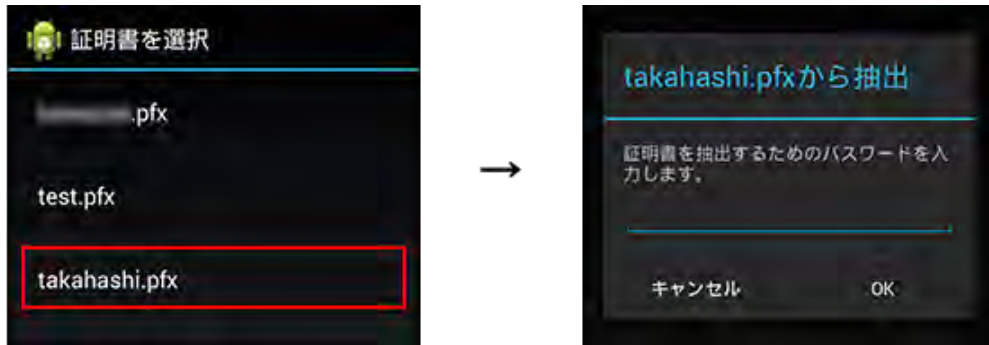 証明書を選択
.pfx
test.pfx
takahashi.pfx
→
takahashi.pfxから抽出
証明書を抽出するためのパスワードを入
力します。
キャンセル OK